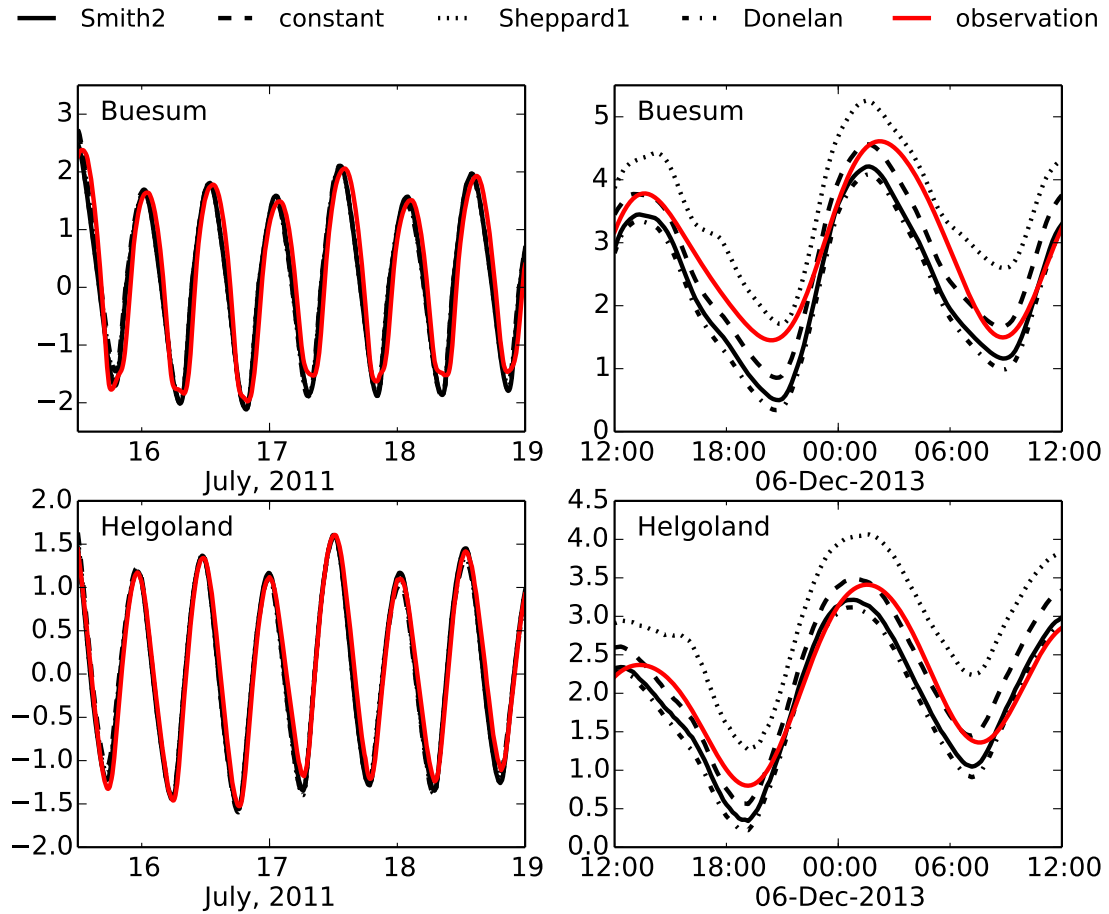 Smith2 constant Sheppard1 Donelan observation
Buesum
3
2
1
0
−1
−2
16 17 18 19
July, 2011
Buesum
5
4
3
2
1
0
12:00 18:00 00:00 06:00 12:00
06-Dec-2013
Helgoland
2.0
1.5
1.0
0.5
0.0
−0.5
−1.0
−1.5
−2.0
16 17 18 19
July, 2011
Helgoland
4.5
4.0
3.5
3.0
2.5
2.0
1.5
1.0
0.5
0.0
12:00 18:00 00:00 06:00 12:00
06-Dec-2013